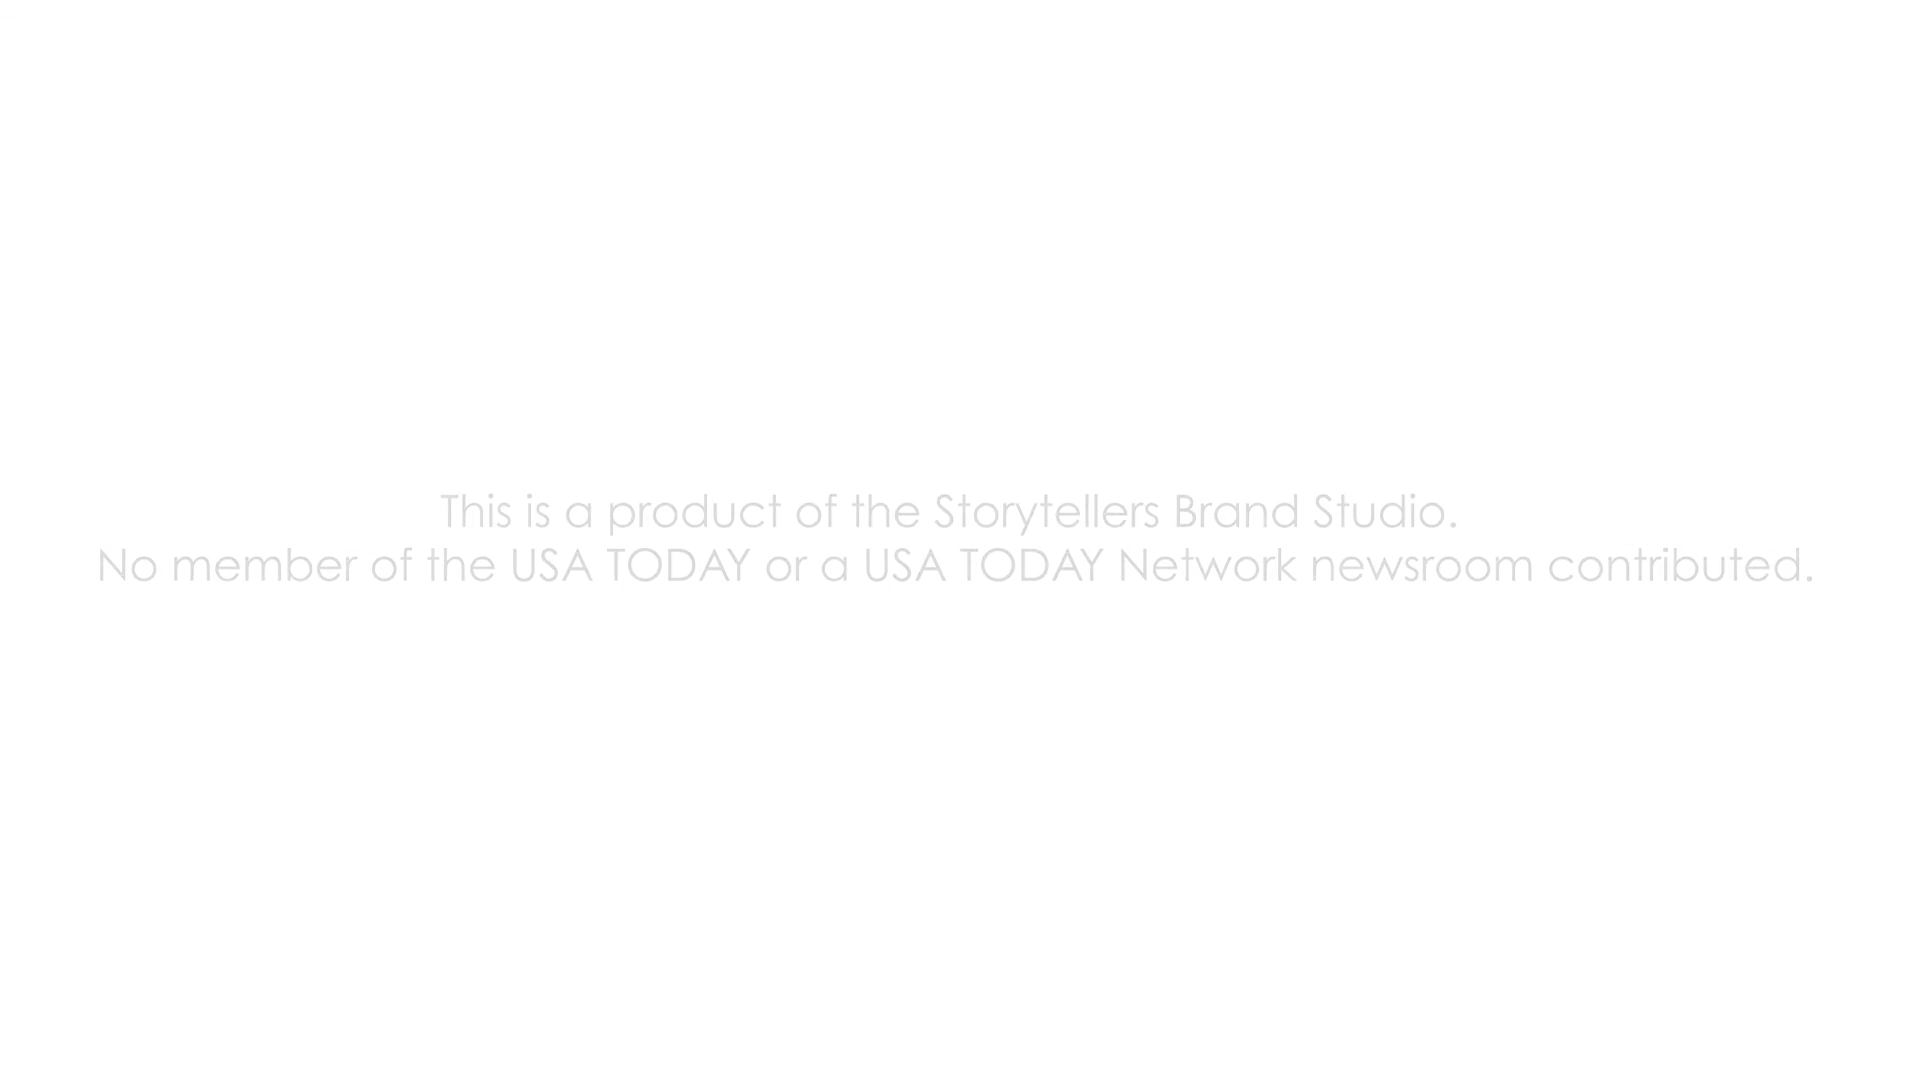 This is a product of the Storytellers Brand Studio.
No member of the USA TODAY or a USA TODAY Network newsroom contributed.